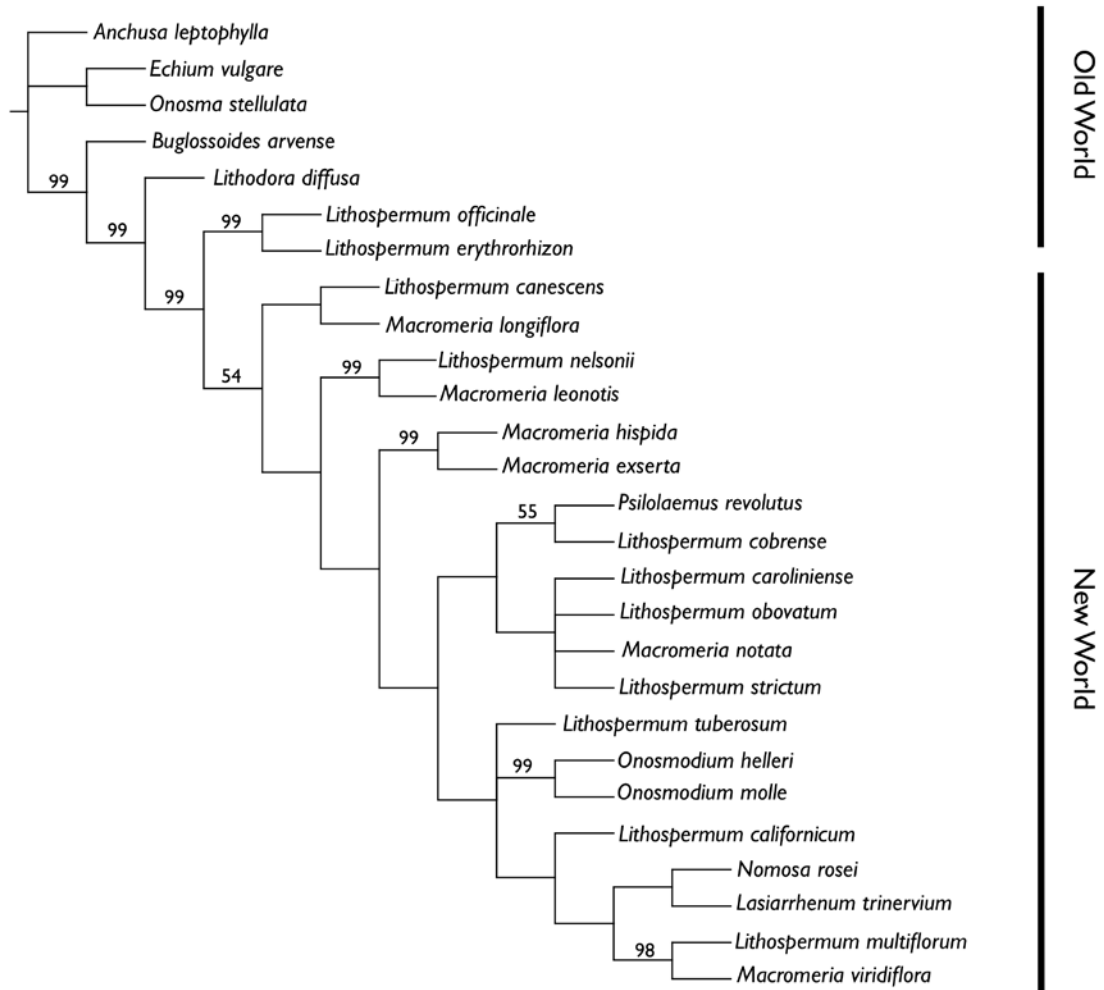 Anchusa leptophylla
Echium vulgare
Onosma stellulata
Buglossoides arvense
99
Lithodora diffusa
99
Lithospermum officinale
99
Lithospermum erythrorhizon
99
Lithospermum canescens
Macromeria longiflora
54
Lithospermum nelsonii
99
Macromeria leonotis
Macromeria hispida
99
Macromeria exserta
Psilolaemus revolutus
55
Lithospermum cobrense
Lithospermum caroliniense
Lithospermum obovatum
Macromeria notata
Lithospermum strictum
Lithospermum tuberosum
Onosmodium helleri
99
Onosmodium molle
Lithospermum californicum
Nomosa rosei
Lasiarrhenum trinervium
Lithospermum multiflorum
98
Macromeria viridiflora
Old World
New World